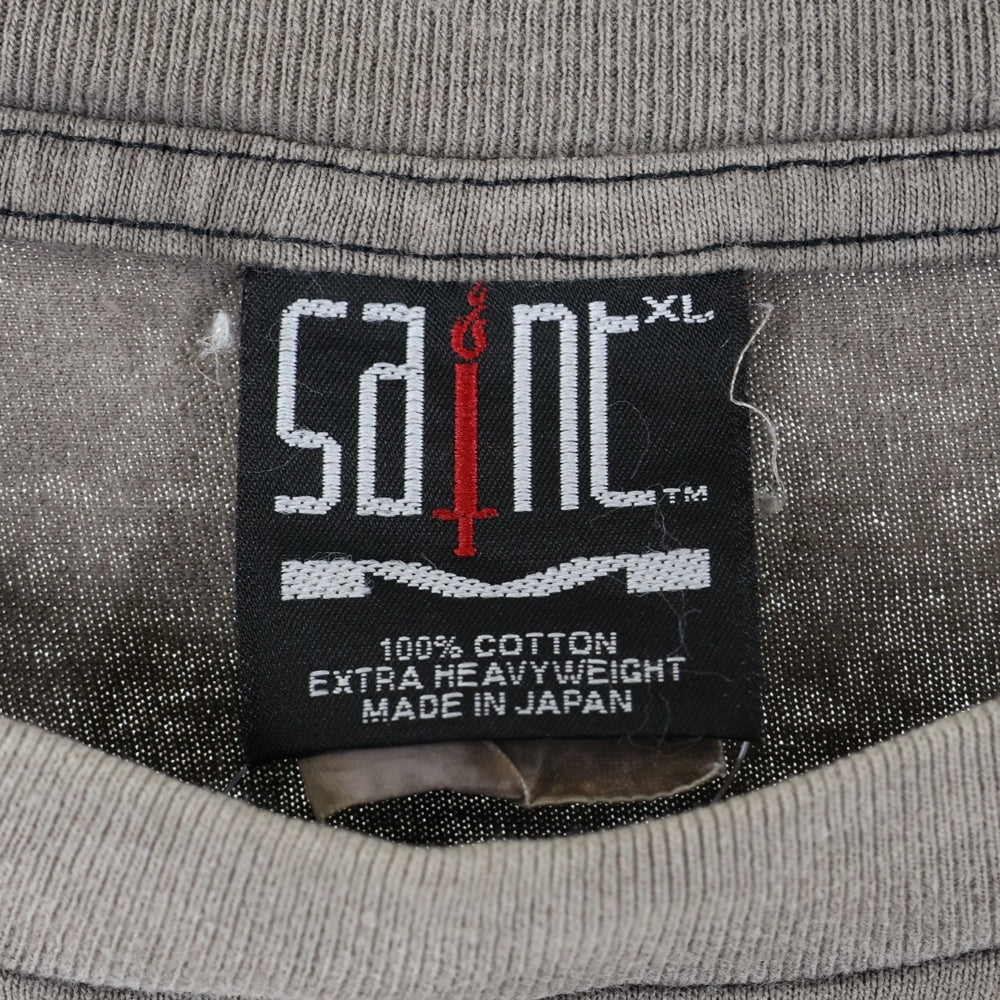 saint XL
TM
100% COTTON
EXTRA HEAVYWEIGHT
MADE IN JAPAN